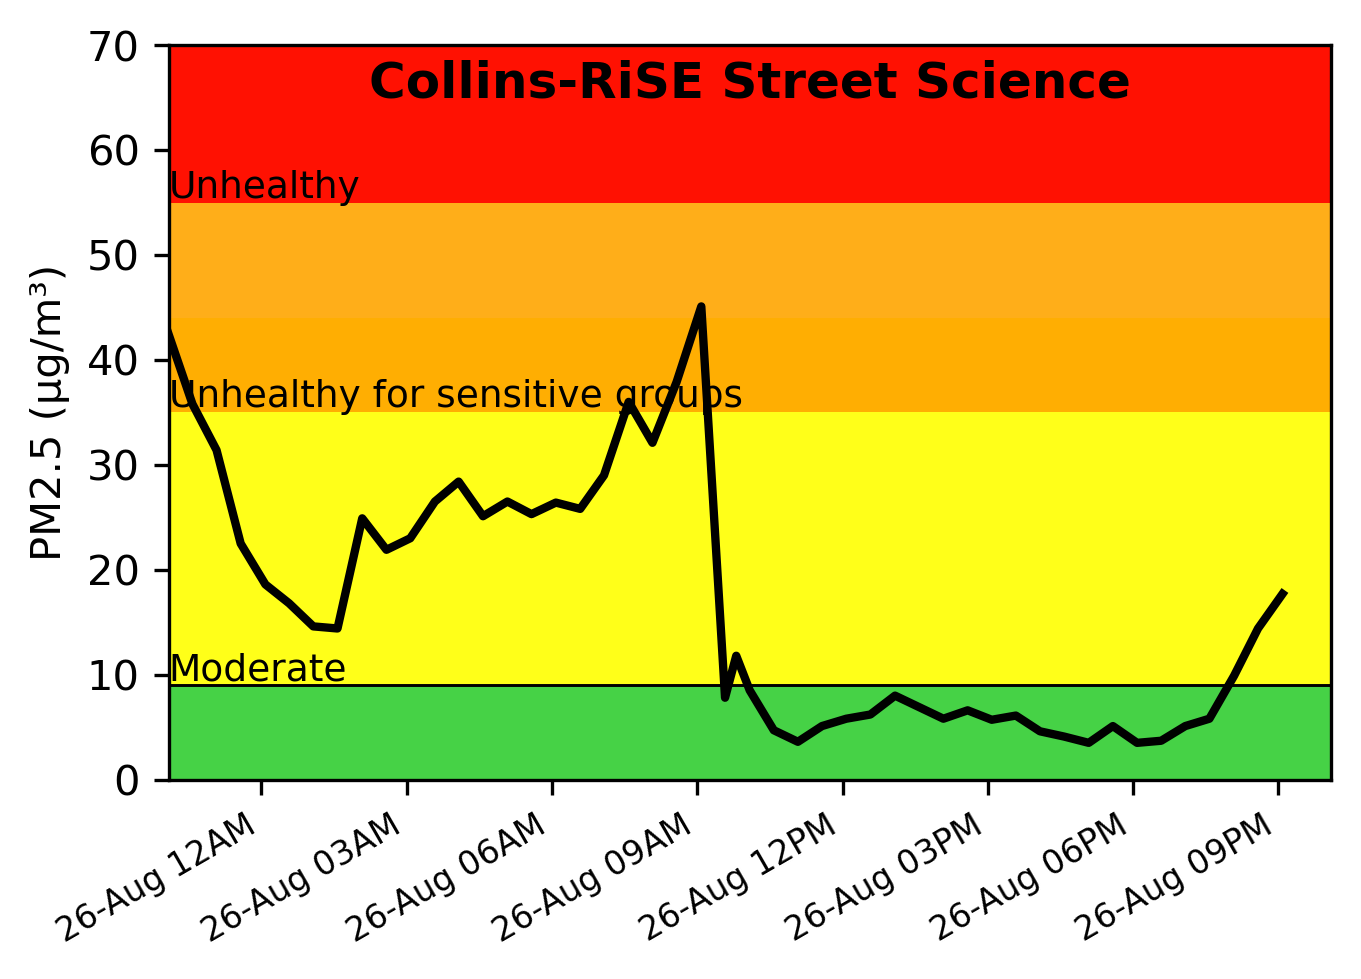 Collins-RiSE Street Science
70
60
Unhealthy
50
40
Unhealthy for sensitive groups
30
20
Moderate
10
0
PM2.5 (µg/m³)
26-Aug 12AM
26-Aug 03AM
26-Aug 06AM
26-Aug 09AM
26-Aug 12PM
26-Aug 03PM
26-Aug 06PM
26-Aug 09PM